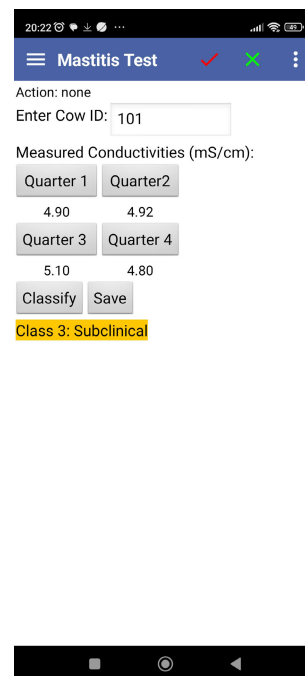 20:22
Mastitis Test
Action: none
Enter Cow ID: 101
Measured Conductivities (mS/cm):
Quarter 1 Quarter2
4.90 4.92
Quarter 3 Quarter 4
5.10 4.80
Classify Save
Class 3: Subclinical